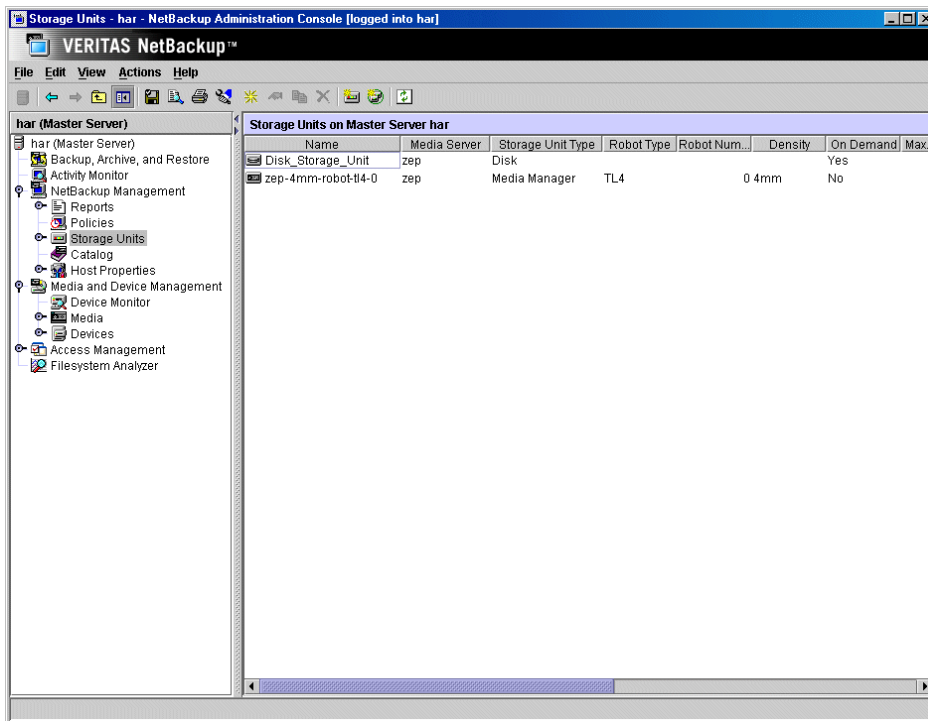 Storage Units - har - NetBackup Administration Console [logged into har]
VERITAS NetBackup™
File Edit View Actions Help
har (Master Server)
Storage Units on Master Server har
har (Master Server)
Backup, Archive, and Restore
Activity Monitor
NetBackup Management
Reports
Policies
Storage Units
Catalog
Host Properties
Media and Device Management
Device Monitor
Media
Devices
Access Management
Filesystem Analyzer
Name Media Server Storage Unit Type Robot Type Robot Num... Density On Demand Max.
Disk_Storage_Unit zep Disk Yes
zep-4mm-robot-tl4-0 zep Media Manager TL4 0 4mm No